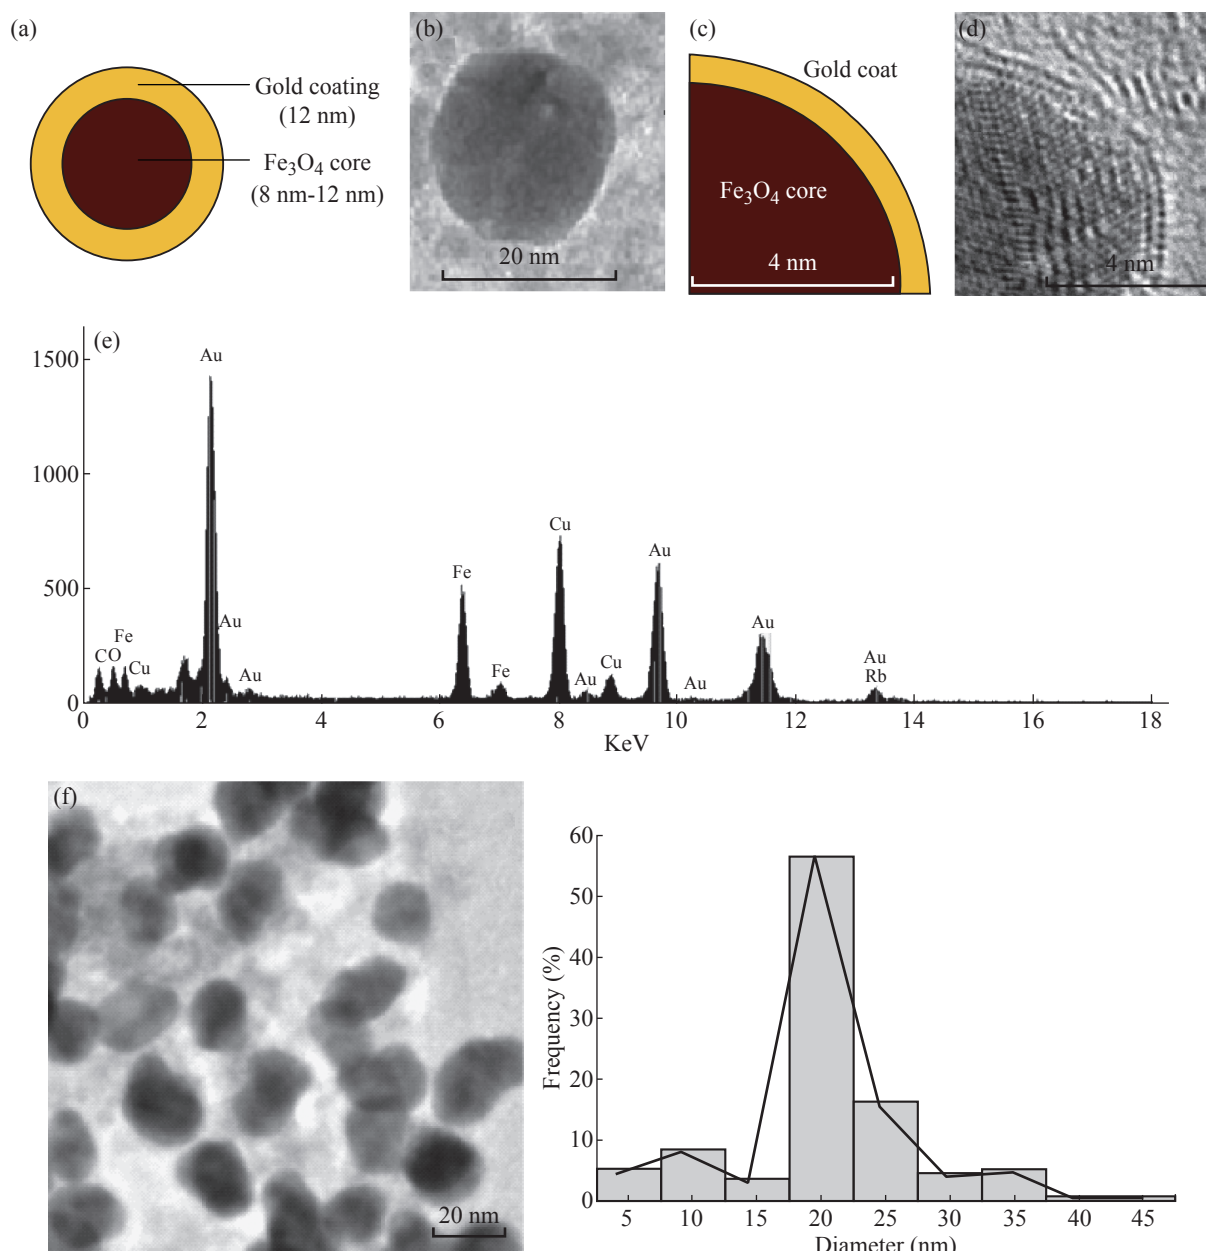 (a)
Gold coating
(12 nm)
Fe₃O₄ core
(8 nm-12 nm)
(b)
20 nm
(c)
Gold coat
Fe₃O₄ core
4 nm
(d)
4 nm
(e)
1500
1000
500
0
Au
CO
Fe
Cu
Au
Au
Fe
Fe
Cu
Au
Cu
Au
Au
Au
Au
Rb
0 2 4 6 8 10 12 14 16 18
KeV
(f)
20 nm
Frequency (%)
60
50
40
30
20
10
0
5 10 15 20 25 30 35 40 45
Diameter (nm)